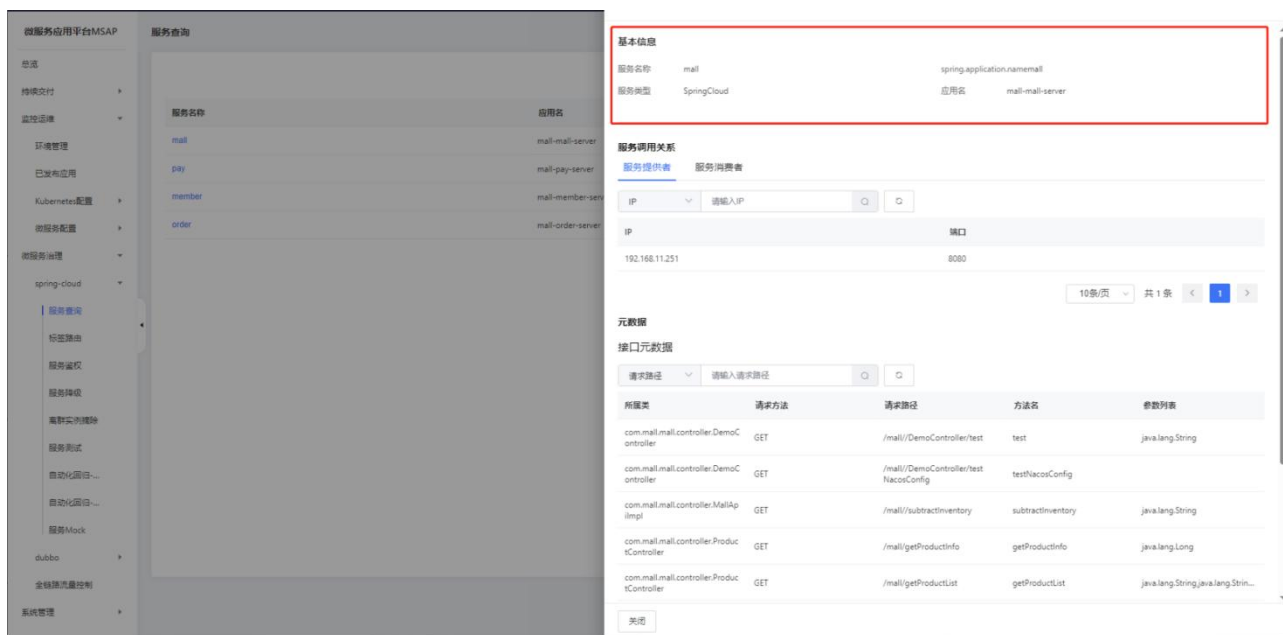 微服务应用平台MSAP
总览
持续交付
监控运维
环境管理
已发布应用
Kubernetes配置
微服务配置
微服务治理
spring-cloud
服务查询
标签路由
服务鉴权
服务降级
离群实例摘除
服务测试
自动化回归-...
自动化回归-...
服务Mock
dubbo
全链路流量控制
系统管理
服务查询
服务名称 应用名
mall mall-mall-server
pay mall-pay-server
member mall-member-serv
order mall-order-server
基本信息
服务名称 mall spring.application.namemall
服务类型 SpringCloud 应用名 mall-mall-server
服务调用关系
服务提供者 服务消费者
IP 请输入IP
IP 端口
192.168.11.251 8080
10条/页 共 1 条 1
元数据
接口元数据
请求路径 请输入请求路径
所属类 请求方法 请求路径 方法名 参数列表
com.mall.mall.controller.DemoC
ontroller GET /mall//DemoController/test test java.lang.String
com.mall.mall.controller.DemoC
ontroller GET /mall//DemoController/test
NacosConfig testNacosConfig
com.mall.mall.controller.MallAp
iImpl GET /mall//subtractInventory subtractInventory java.lang.String
com.mall.mall.controller.Produc
tController GET /mall/getProductInfo getProductInfo java.lang.Long
com.mall.mall.controller.Produc
tController GET /mall/getProductList getProductList java.lang.String,java.lang.Strin...
关闭